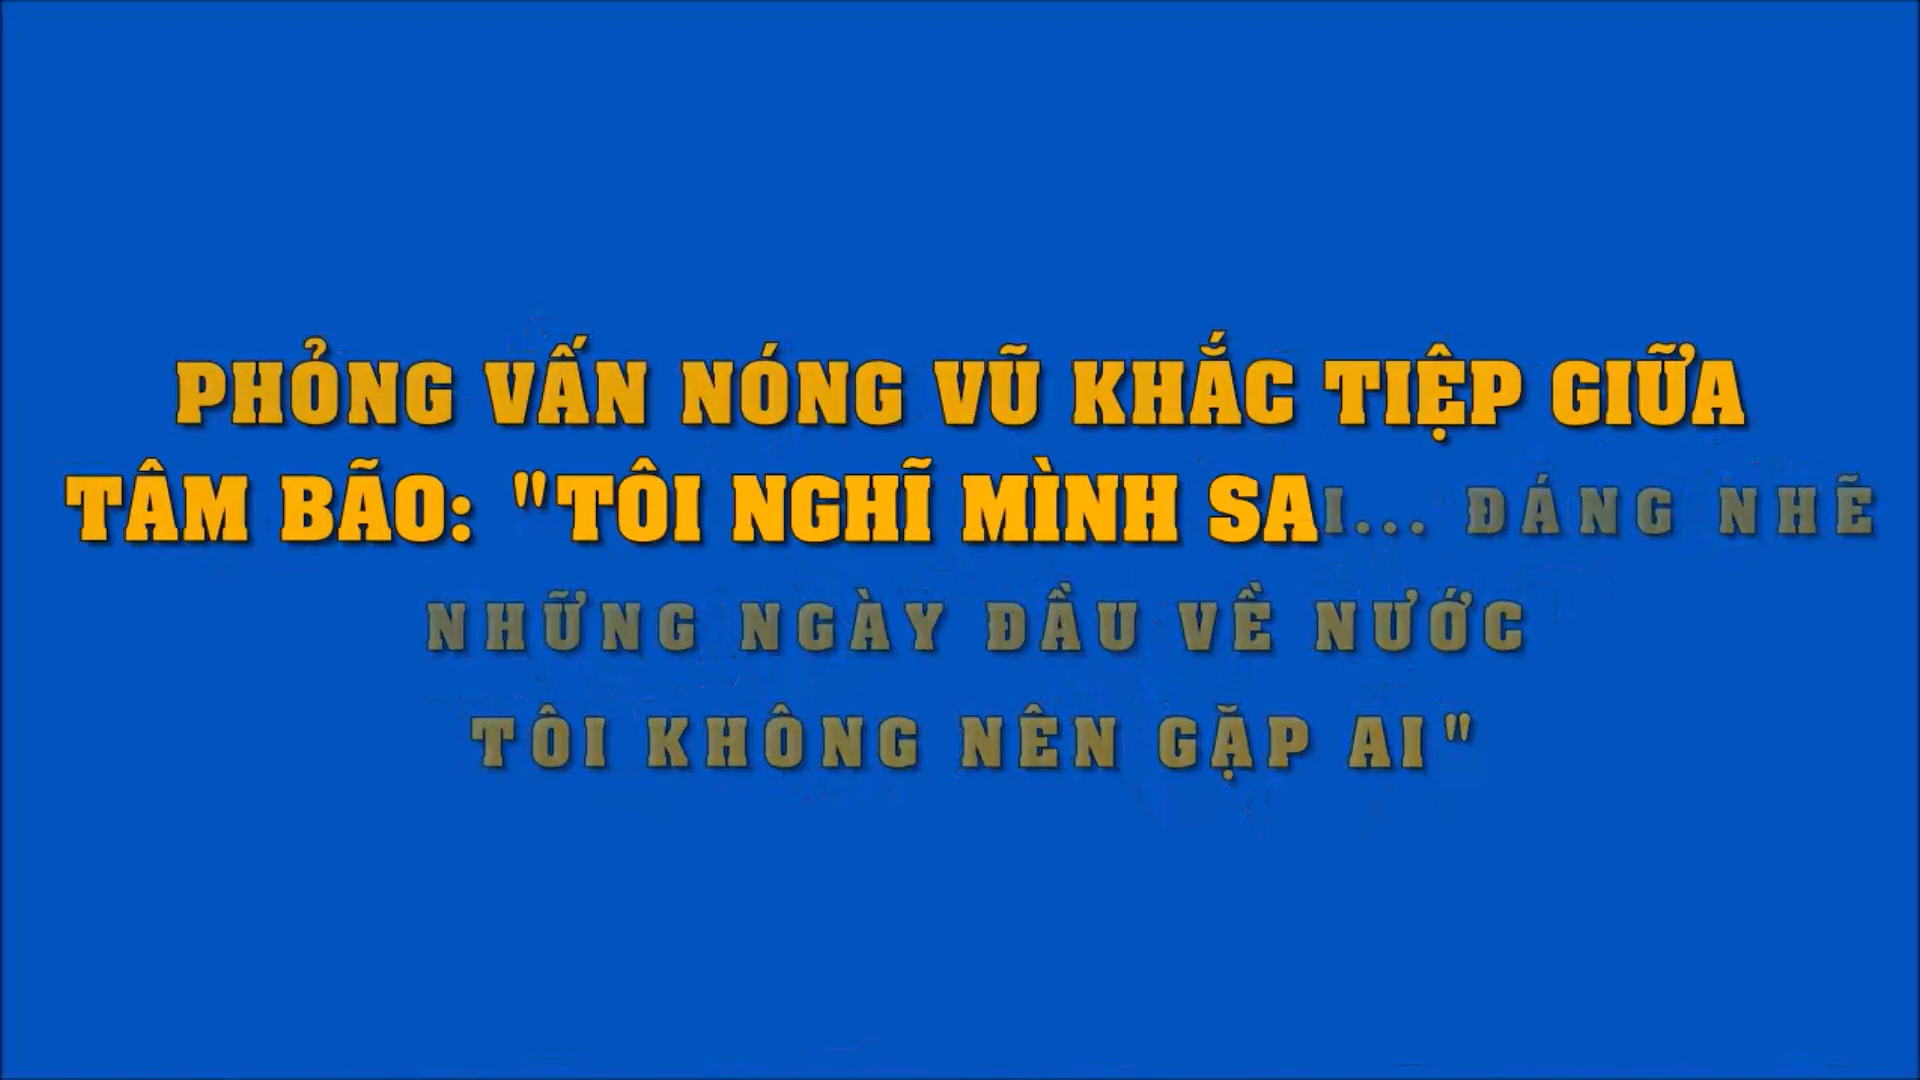 PHỎNG VẤN NÓNG VŨ KHẮC TIỆP GIỮA
TÂM BÃO: "TÔI NGHĨ MÌNH SAI... ĐÁNG NHẼ
NHỮNG NGÀY ĐẦU VỀ NƯỚC
TÔI KHÔNG NÊN GẶP AI"